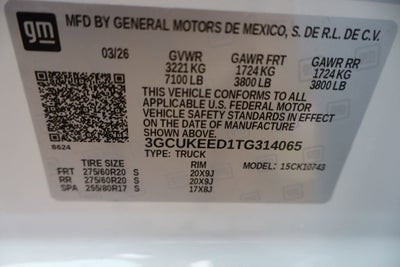 gm MFD BY GENERAL MOTORS DE MEXICO, S. DE R.L. DE C.V.
03/26 GVWR GAWR FRT GAWR RR
3221 KG 1724 KG 1724 KG
7100 LB 3800 LB 3800 LB
THIS VEHICLE CONFORMS TO ALL APPLICABLE
U.S. FEDERAL MOTOR
VEHICLE SAFETY STANDARDS IN EFFECT
ON THE DATE OF MANUFACTURE
SHOWN ABOVE.
3GCUKEED1TG314065
TYPE: TRUCK MODEL: 15CK10743
8624
TIRE SIZE RIM
FRT 275/60R20 S 20X9J
RR 275/60R20 S 20X9J
SPA 255/80R17 S 17X8J